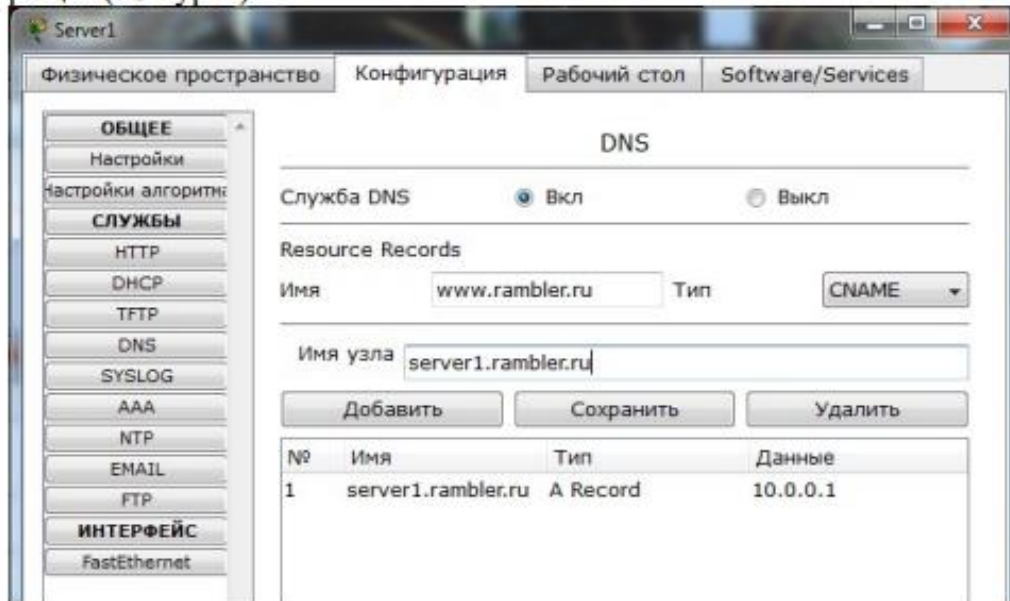 Server1
Физическое пространство Конфигурация Рабочий стол Software/Services
ОБЩЕЕ
Настройки
Настройки алгоритма
СЛУЖБЫ
HTTP
DHCP
TFTP
DNS
SYSLOG
AAA
NTP
EMAIL
FTP
ИНТЕРФЕЙС
FastEthernet
DNS
Служба DNS Вкл Выкл
Resource Records
Имя www.rambler.ru Тип CNAME
Имя узла server1.rambler.ru
Добавить Сохранить Удалить
№ Имя Тип Данные
1 server1.rambler.ru A Record 10.0.0.1